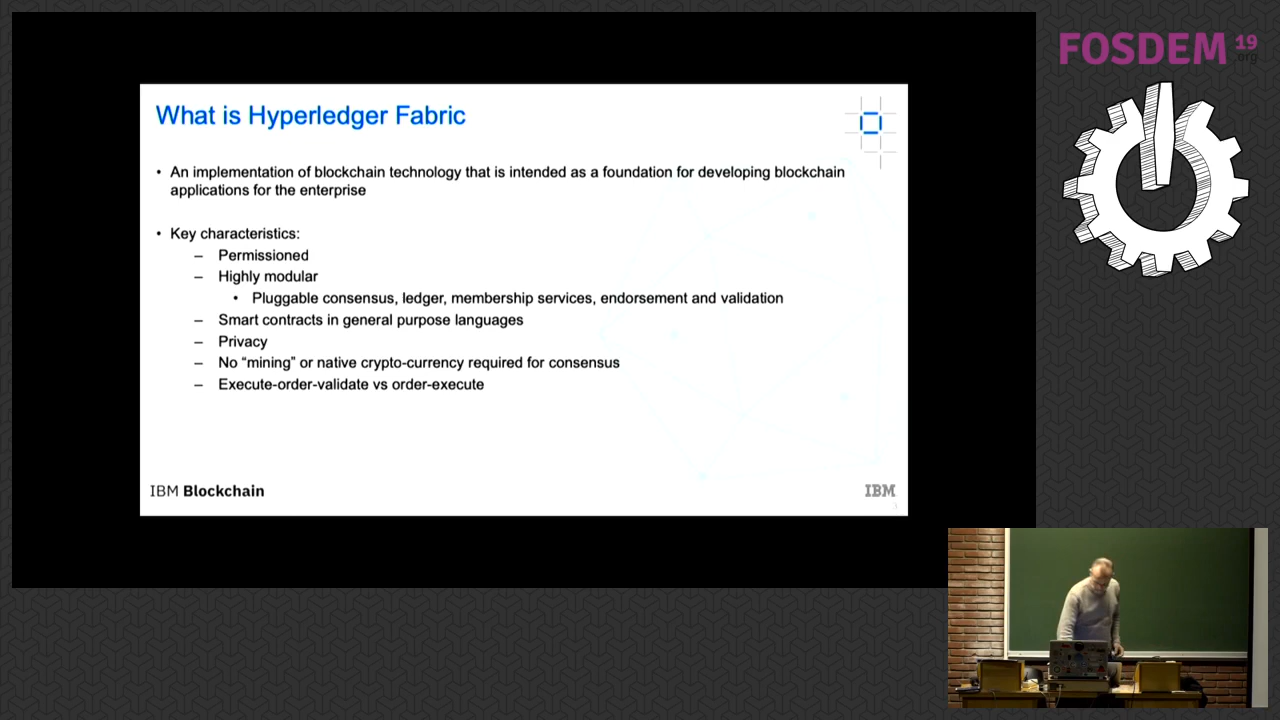 FOSDEM 19
.org
What is Hyperledger Fabric
• An implementation of blockchain technology that is intended as a foundation for developing blockchain
applications for the enterprise
• Key characteristics:
– Permissioned
– Highly modular
• Pluggable consensus, ledger, membership services, endorsement and validation
– Smart contracts in general purpose languages
– Privacy
– No “mining” or native crypto-currency required for consensus
– Execute-order-validate vs order-execute
IBM Blockchain
IBM
3